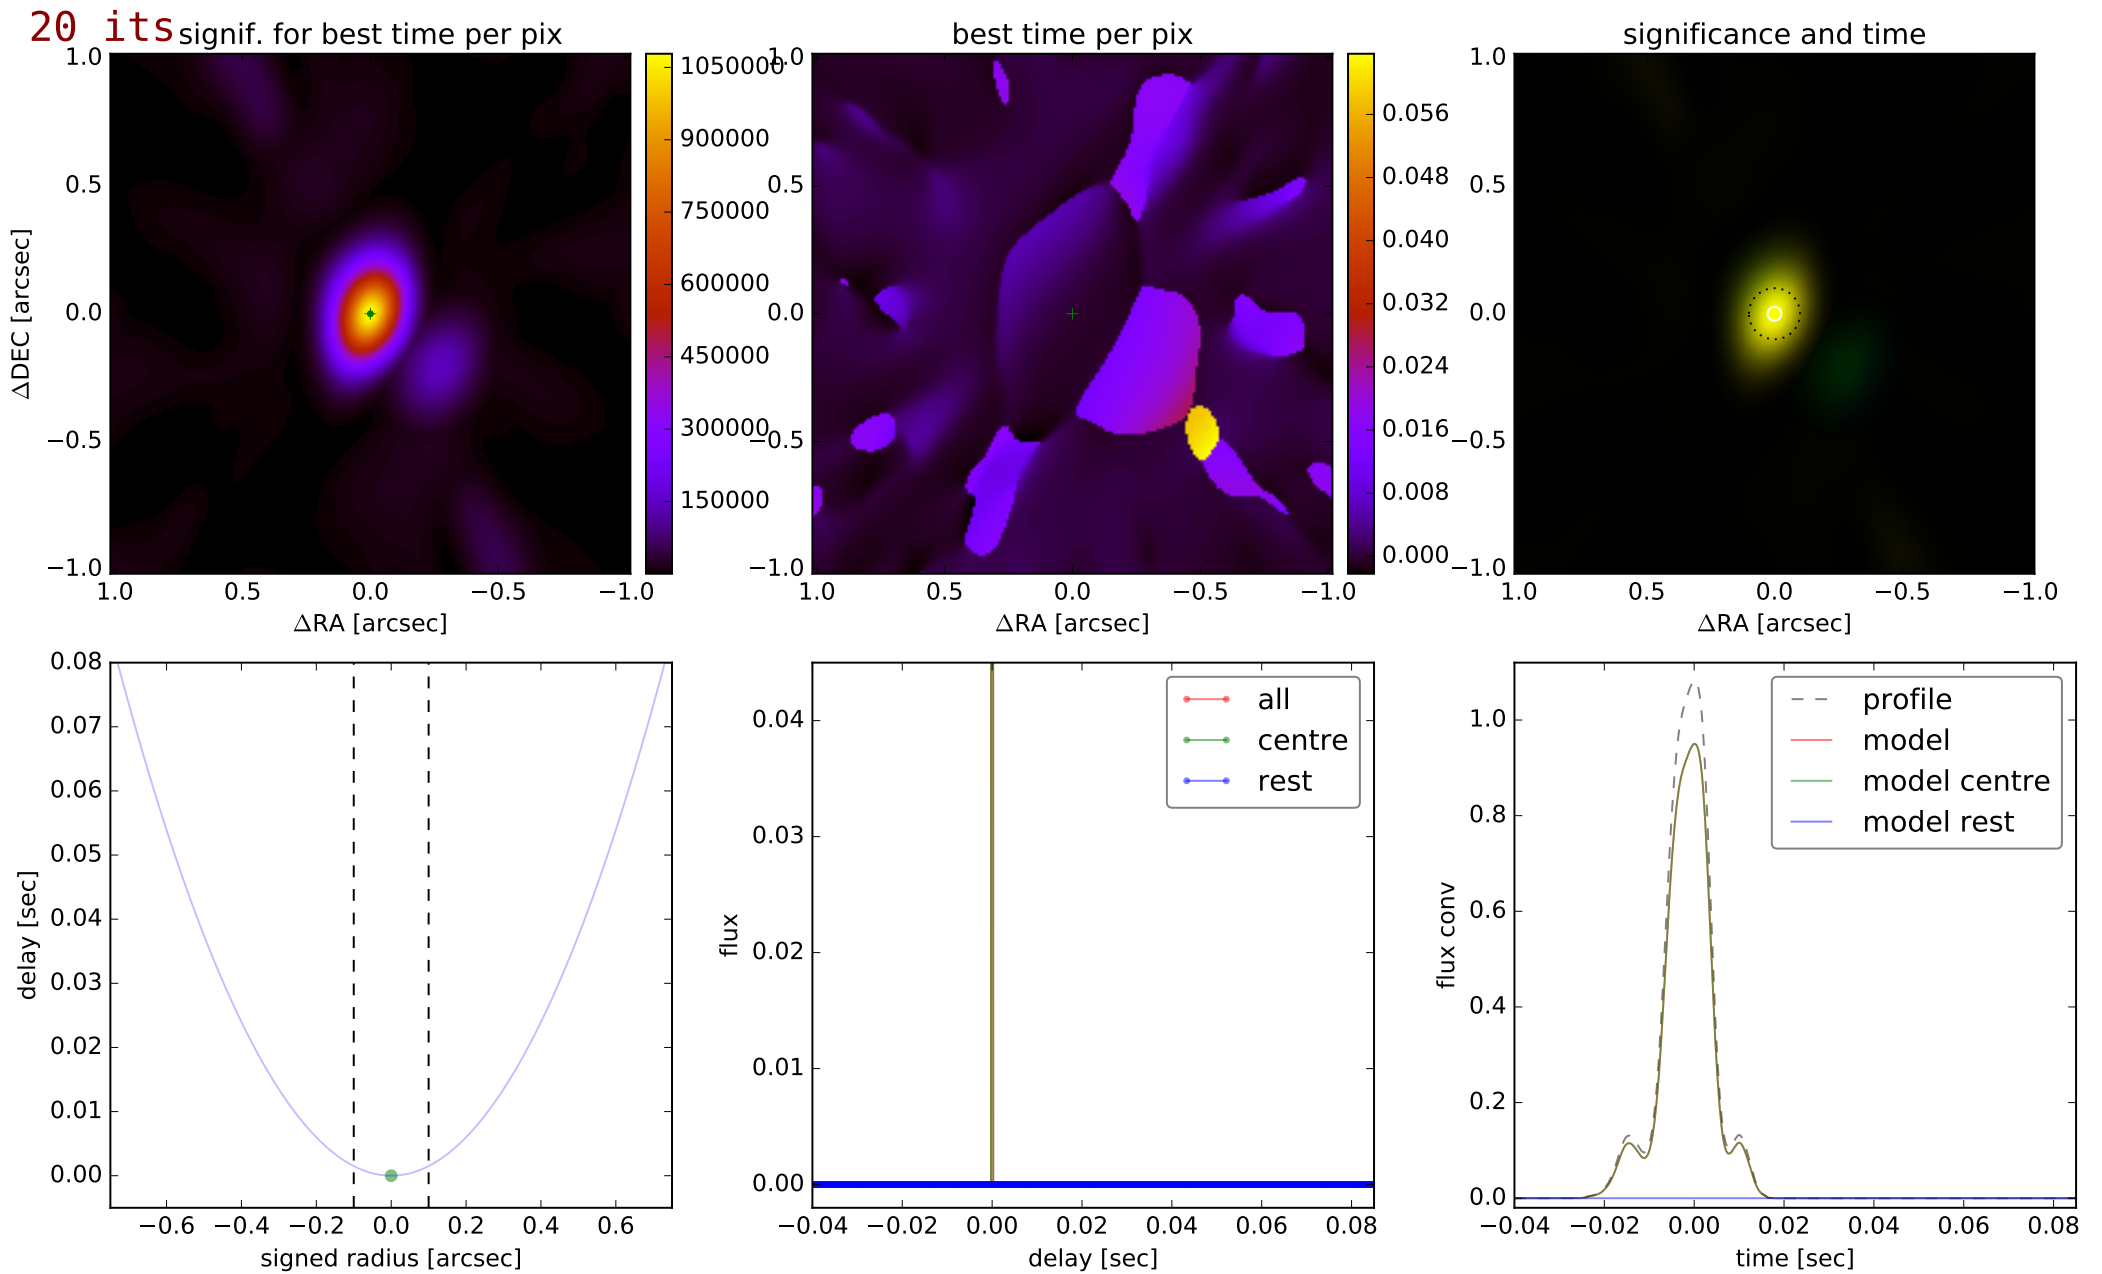 20 its
signif. for best time per pix
best time per pix
significance and time
1.0
0.5
0.0
−0.5
−1.0
ΔDEC [arcsec]
1.0 0.5 0.0 −0.5 −1.0
ΔRA [arcsec]
1050000
900000
750000
600000
450000
300000
150000
1.0
0.5
0.0
−0.5
−1.0
1.0 0.5 0.0 −0.5 −1.0
ΔRA [arcsec]
0.056
0.048
0.040
0.032
0.024
0.016
0.008
0.000
1.0
0.5
0.0
−0.5
−1.0
1.0 0.5 0.0 −0.5 −1.0
ΔRA [arcsec]
0.08
0.07
0.06
0.05
0.04
0.03
0.02
0.01
0.00
delay [sec]
−0.6 −0.4 −0.2 0.0 0.2 0.4 0.6
signed radius [arcsec]
0.04
0.03
0.02
0.01
0.00
flux
all
centre
rest
−0.04 −0.02 0.00 0.02 0.04 0.06 0.08
delay [sec]
1.0
0.8
0.6
0.4
0.2
0.0
flux conv
profile
model
model centre
model rest
−0.04 −0.02 0.00 0.02 0.04 0.06 0.08
time [sec]